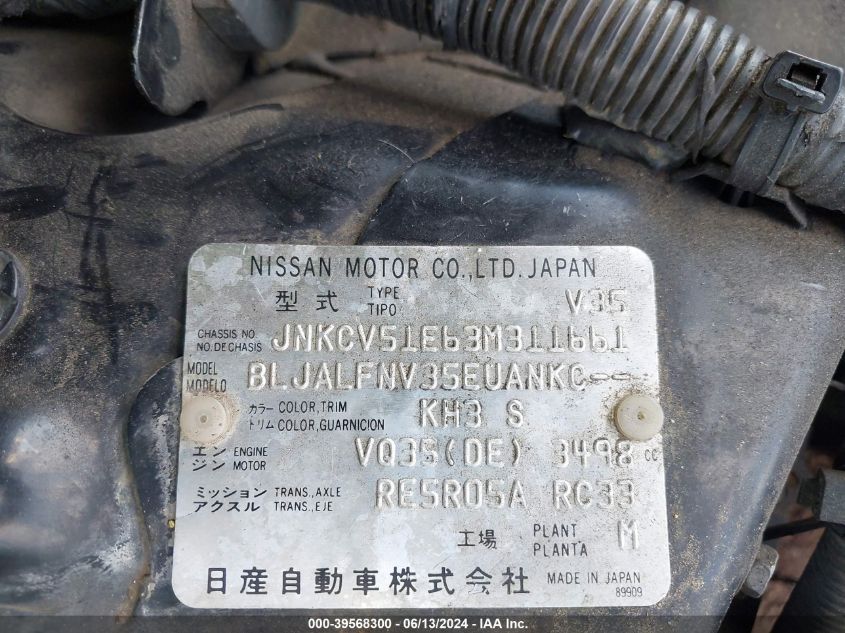 NISSAN MOTOR CO.,LTD.JAPAN
型式 TYPE TIPO V35
CHASSIS NO. NO.DECHASIS JNKCV51E63M311661
MODEL MODELO BLJALFNV35EUANKC--
カラー COLOR,TRIM トリム COLOR,GUARNICION KH3 S
エンジン ENGINE MOTOR VQ35(DE) 3498 CC
ミッション TRANS.,AXLE アクスル TRANS.,EJE RE5R05A RC33
工場 PLANT PLANTA M
日産自動車株式会社 MADE IN JAPAN
89909
000-39568300 - 06/13/2024 - IAA Inc.